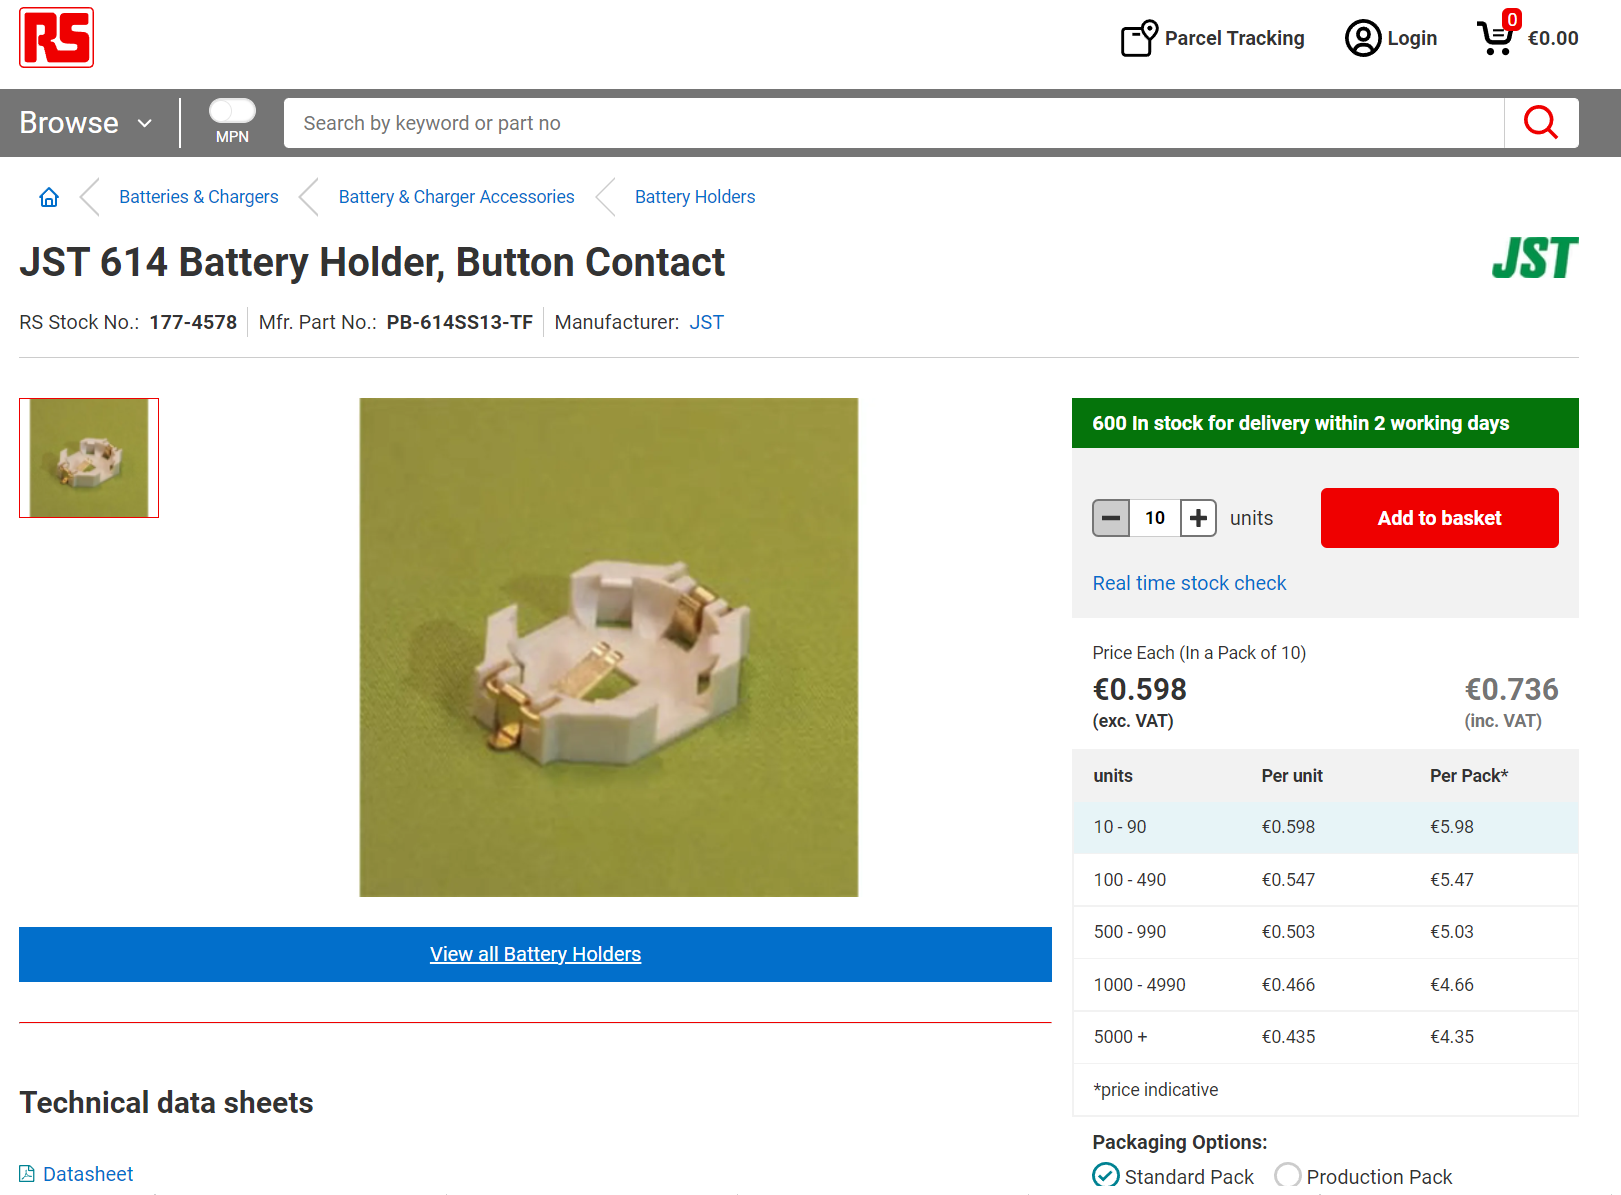 RS
Parcel Tracking
Login
0
€0.00
Browse
MPN
Search by keyword or part no
Batteries & Chargers
Battery & Charger Accessories
Battery Holders
JST 614 Battery Holder, Button Contact
JST
RS Stock No.: 177-4578 Mfr. Part No.: PB-614SS13-TF Manufacturer: JST
600 In stock for delivery within 2 working days
10 units
Add to basket
Real time stock check
Price Each (In a Pack of 10)
€0.598 €0.736
(exc. VAT) (inc. VAT)
units Per unit Per Pack*
10 - 90 €0.598 €5.98
100 - 490 €0.547 €5.47
500 - 990 €0.503 €5.03
1000 - 4990 €0.466 €4.66
5000 + €0.435 €4.35
*price indicative
Packaging Options:
Standard Pack Production Pack
View all Battery Holders
Technical data sheets
Datasheet